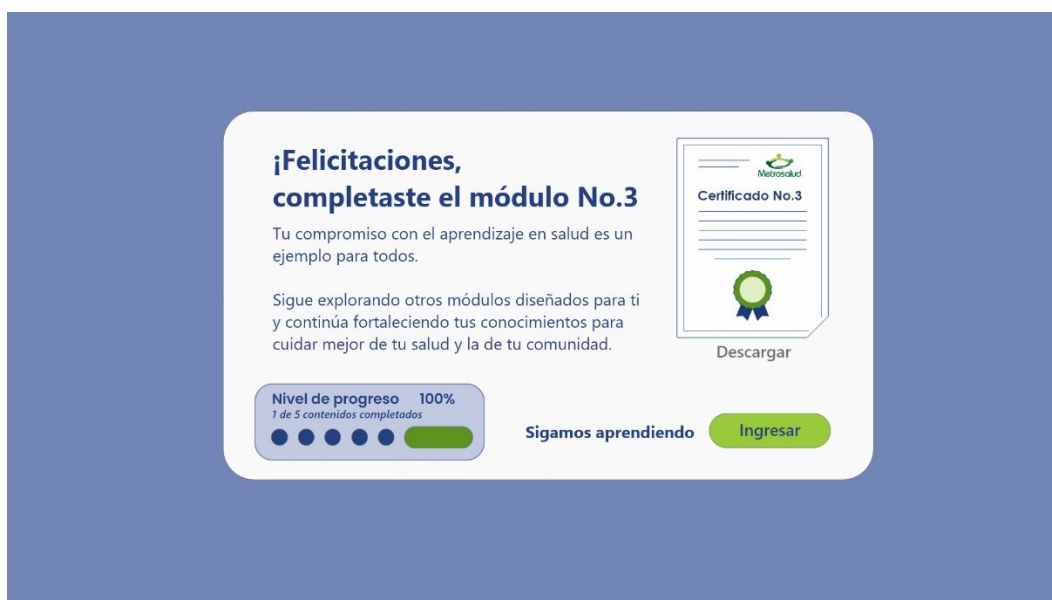 ¡Felicitaciones,
completaste el módulo No.3
Tu compromiso con el aprendizaje en salud es un
ejemplo para todos.
Sigue explorando otros módulos diseñados para ti
y continúa fortaleciendo tus conocimientos para
cuidar mejor de tu salud y la de tu comunidad.
Metrosalud
Certificado No.3
Descargar
Nivel de progreso 100%
1 de 5 contenidos completados
Sigamos aprendiendo
Ingresar